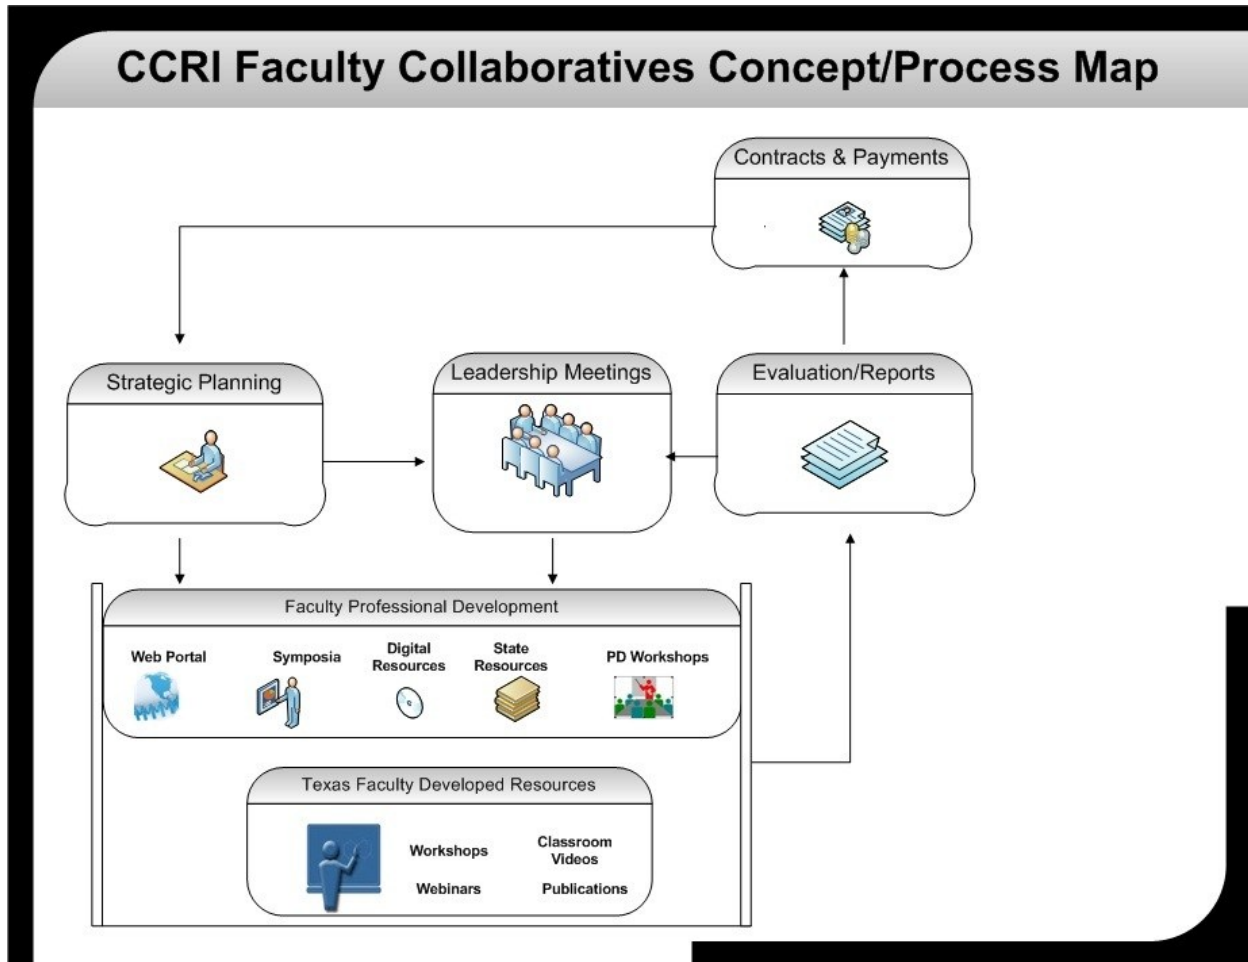 CCRI Faculty Collaboratives Concept/Process Map
Contracts & Payments
Strategic Planning
Leadership Meetings
Evaluation/Reports
Faculty Professional Development
Web Portal
Symposia
Digital
Resources
State
Resources
PD Workshops
Texas Faculty Developed Resources
Workshops
Classroom
Videos
Webinars
Publications